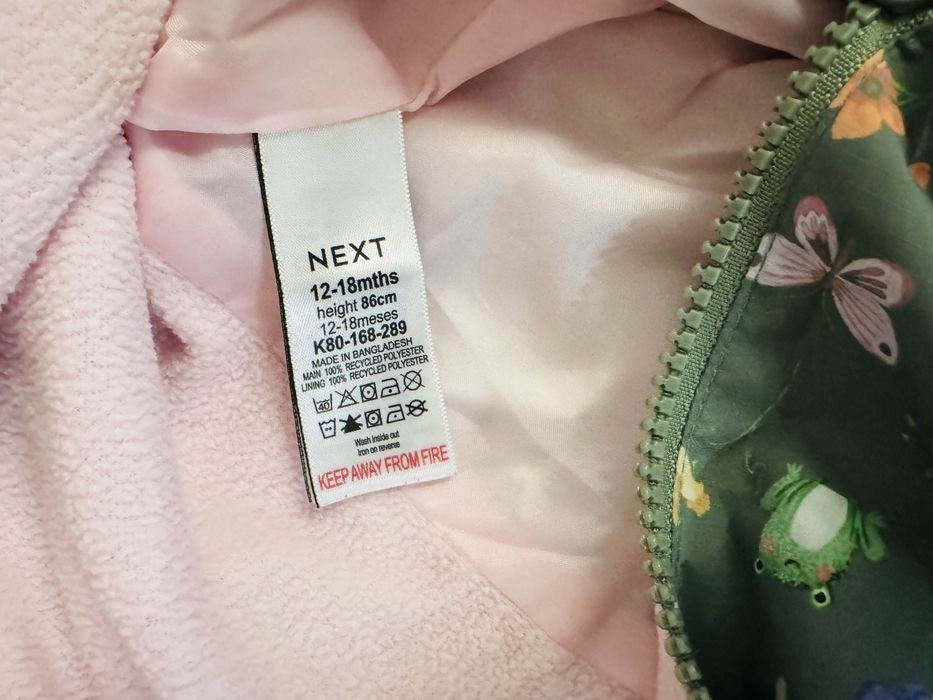 NEXT
12-18mths
height 86cm
12-18meses
K80-168-289
MADE IN BANGLADESH
MAIN 100% RECYCLED POLYESTER
LINING 100% RECYCLED POLYESTER
40
Wash inside out
Iron on reverse
KEEP AWAY FROM FIRE